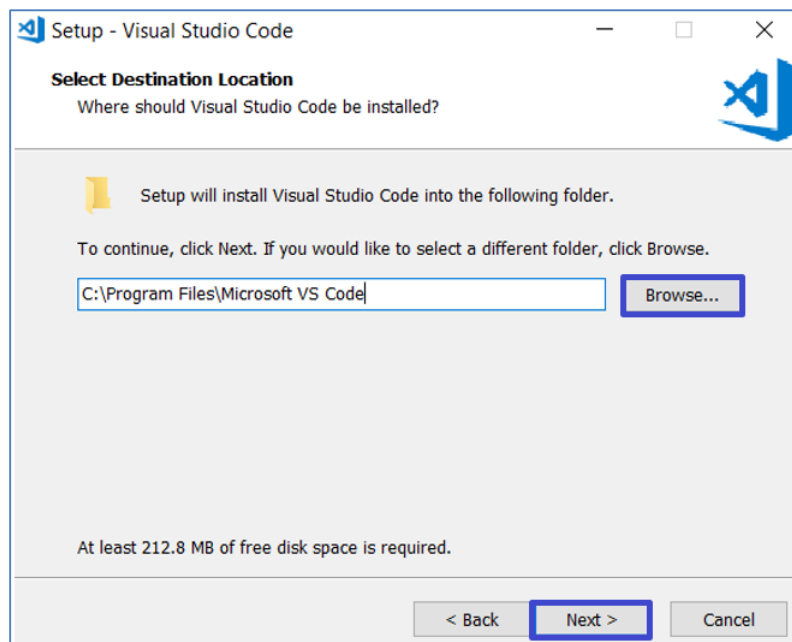 Setup - Visual Studio Code
Select Destination Location
Where should Visual Studio Code be installed?
Setup will install Visual Studio Code into the following folder.
To continue, click Next. If you would like to select a different folder, click Browse.
C:\Program Files\Microsoft VS Code
Browse...
At least 212.8 MB of free disk space is required.
< Back
Next >
Cancel